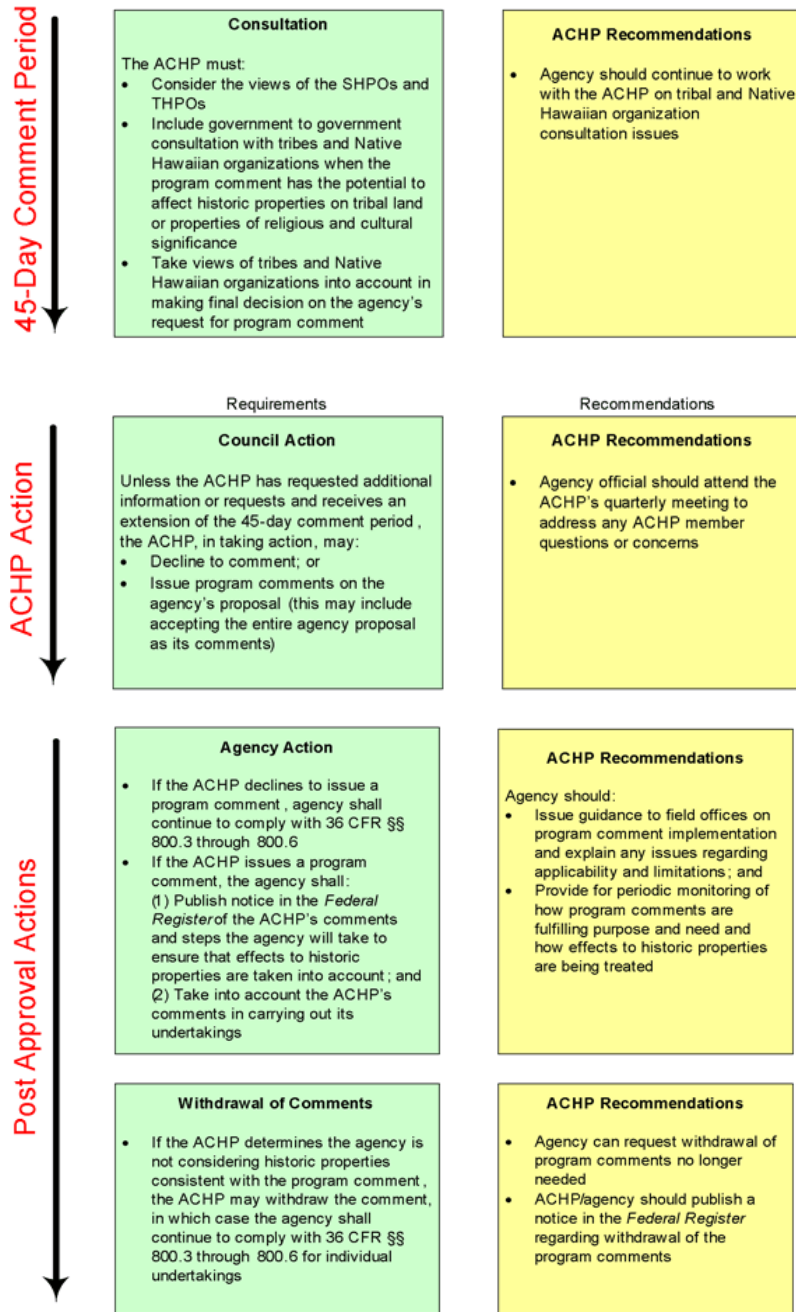 45-Day Comment Period
Consultation
The ACHP must:
• Consider the views of the SHPOs and
THPOs
• Include government to government
consultation with tribes and Native
Hawaiian organizations when the
program comment has the potential to
affect historic properties on tribal land
or properties of religious and cultural
significance
• Take views of tribes and Native
Hawaiian organizations into account in
making final decision on the agency's
request for program comment
ACHP Recommendations
• Agency should continue to work
with the ACHP on tribal and Native
Hawaiian organization
consultation issues
ACHP Action
Requirements
Council Action
Unless the ACHP has requested additional
information or requests and receives an
extension of the 45-day comment period ,
the ACHP, in taking action, may:
• Decline to comment; or
• Issue program comments on the
agency's proposal (this may include
accepting the entire agency proposal
as its comments)
Recommendations
ACHP Recommendations
• Agency official should attend the
ACHP's quarterly meeting to
address any ACHP member
questions or concerns
Post Approval Actions
Agency Action
• If the ACHP declines to issue a
program comment , agency shall
continue to comply with 36 CFR §§
800.3 through 800.6
• If the ACHP issues a program
comment, the agency shall:
(1) Publish notice in the Federal
Register of the ACHP's comments
and steps the agency will take to
ensure that effects to historic
properties are taken into account ; and
(2) Take into account the ACHP's
comments in carrying out its
undertakings
ACHP Recommendations
Agency should:
• Issue guidance to field offices on
program comment implementation
and explain any issues regarding
applicability and limitations ; and
• Provide for periodic monitoring of
how program comments are
fulfilling purpose and need and
how effects to historic properties
are being treated
Withdrawal of Comments
• If the ACHP determines the agency is
not considering historic properties
consistent with the program comment ,
the ACHP may withdraw the comment,
in which case the agency shall
continue to comply with 36 CFR §§
800.3 through 800.6 for individual
undertakings
ACHP Recommendations
• Agency can request withdrawal of
program comments no longer
needed
• ACHP/agency should publish a
notice in the Federal Register
regarding withdrawal of the
program comments